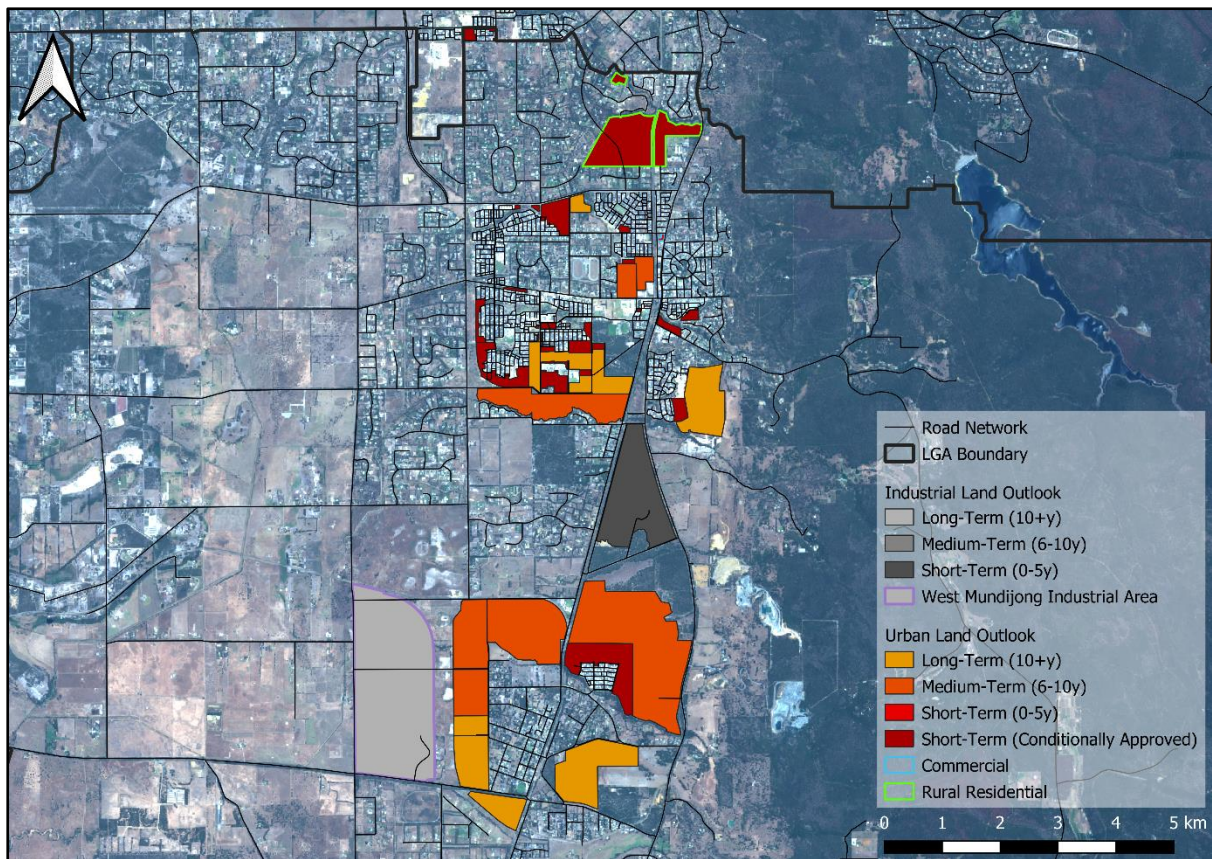 Road Network
LGA Boundary
Industrial Land Outlook
Long-Term (10+y)
Medium-Term (6-10y)
Short-Term (0-5y)
West Mundijong Industrial Area
Urban Land Outlook
Long-Term (10+y)
Medium-Term (6-10y)
Short-Term (0-5y)
Short-Term (Conditionally Approved)
Commercial
Rural Residential
0 1 2 3 4 5 km